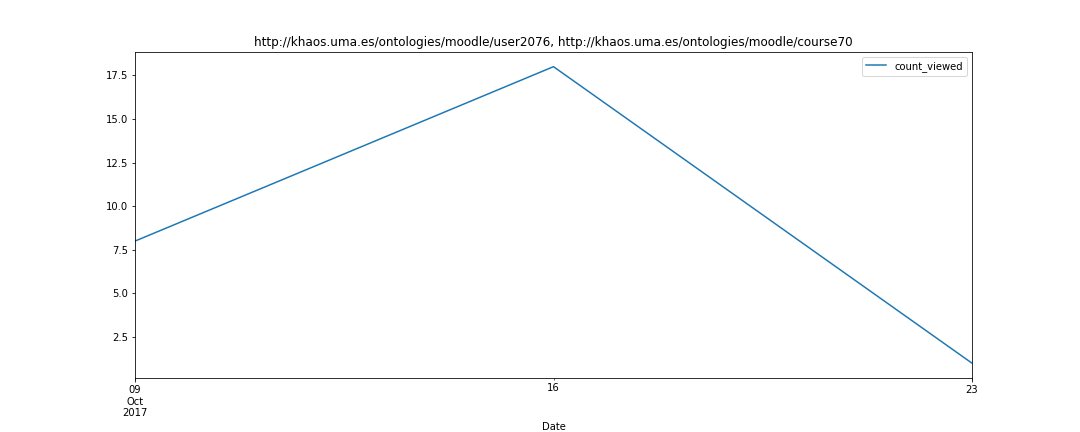 http://khaos.uma.es/ontologies/moodle/user2076, http://khaos.uma.es/ontologies/moodle/course70
count_viewed
17.5
15.0
12.5
10.0
7.5
5.0
2.5
09
Oct
2017
16
23
Date